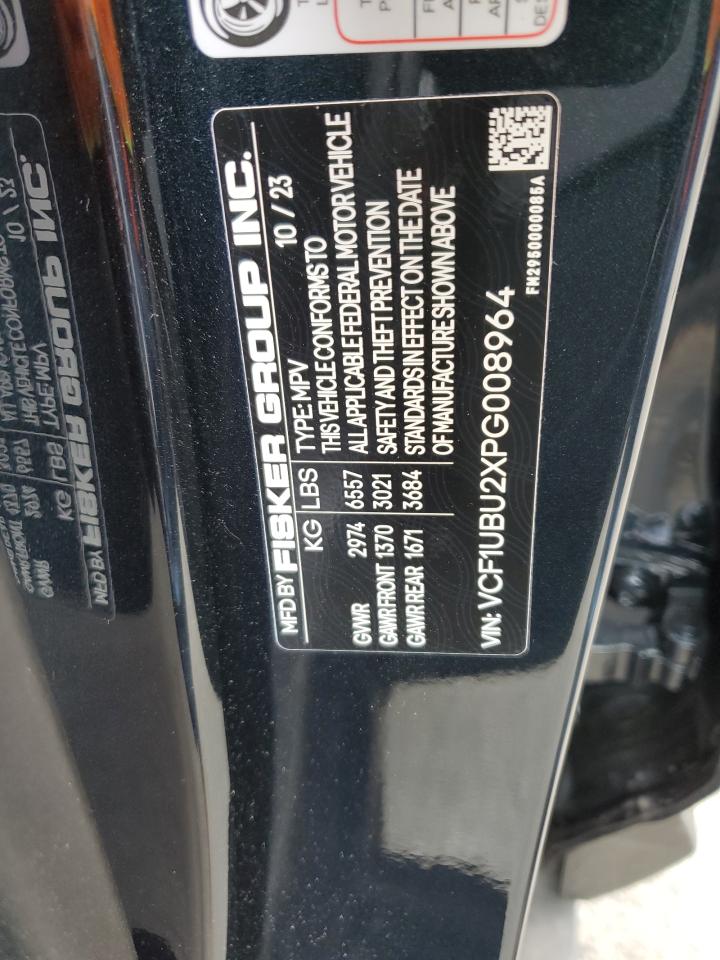 MFD BY FISKER GROUP INC.
KG LBS TYPE: MPV 10 / 23
GVWR 2974 6557
GAWR FRONT 1370 3021
GAWR REAR 1671 3684
THIS VEHICLE CONFORMS TO
ALL APPLICABLE FEDERAL MOTOR VEHICLE
SAFETY AND THEFT PREVENTION
STANDARDS IN EFFECT ON THE DATE
OF MANUFACTURE SHOWN ABOVE
VIN: VCF1UBU2XPG008964
FM29S0000085A